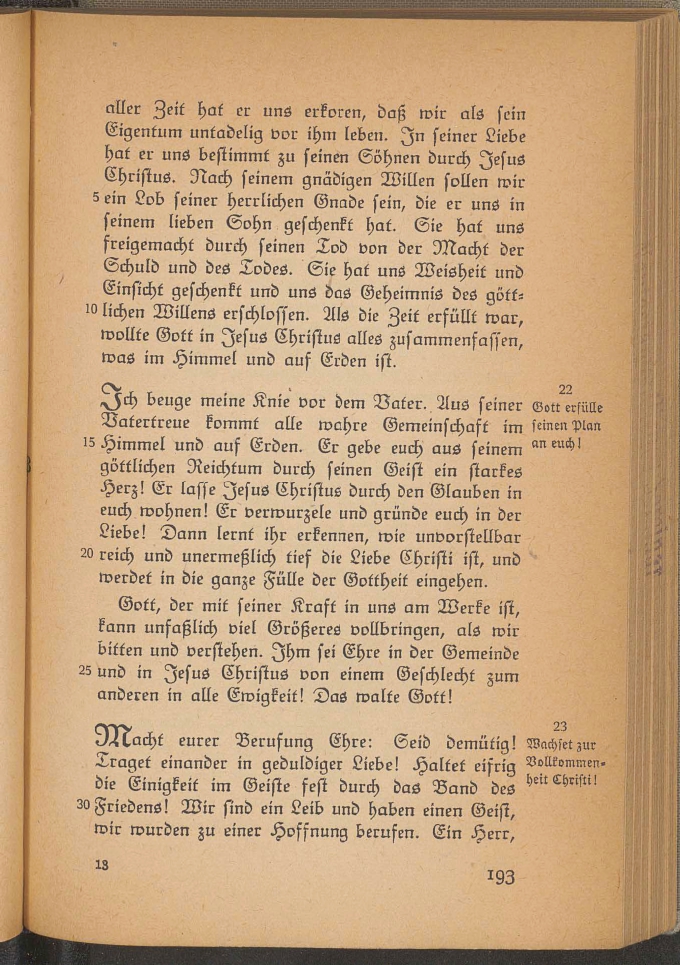 aller Zeit hat er uns erkoren, daß wir als sein
Eigentum untadelig vor ihm leben. In seiner Liebe
hat er uns bestimmt zu seinen Söhnen durch Jesus
Christus. Nach seinem gnädigen Willen sollen wir
5 ein Lob seiner herrlichen Gnade sein, die er uns in
seinem lieben Sohn geschenkt hat. Sie hat uns
freigemacht durch seinen Tod von der Macht der
Schuld und des Todes. Sie hat uns Weisheit und
Einsicht geschenkt und uns das Geheimnis des gött-
10 lichen Willens erschlossen. Als die Zeit erfüllt war,
wollte Gott in Jesus Christus alles zusammenfassen,
was im Himmel und auf Erden ist.
22
Gott erfülle
seinen Plan
an euch!
Ich beuge meine Knie vor dem Vater. Aus seiner
Vatertreue kommt alle wahre Gemeinschaft im
15 Himmel und auf Erden. Er gebe euch aus seinem
göttlichen Reichtum durch seinen Geist ein starkes
Herz! Er lasse Jesus Christus durch den Glauben in
euch wohnen! Er verwurzele und gründe euch in der
Liebe! Dann lernt ihr erkennen, wie unvorstellbar
20 reich und unermeßlich tief die Liebe Christi ist, und
werdet in die ganze Fülle der Gottheit eingehen.
Gott, der mit seiner Kraft in uns am Werke ist,
kann unfaßlich viel Größeres vollbringen, als wir
bitten und verstehen. Ihm sei Ehre in der Gemeinde
25 und in Jesus Christus von einem Geschlecht zum
anderen in alle Ewigkeit! Das walte Gott!
23
Wachset zur
Vollkommen-
heit Christi!
Macht eurer Berufung Ehre: Seid demütig!
Traget einander in geduldiger Liebe! Haltet eifrig
die Einigkeit im Geiste fest durch das Band des
30 Friedens! Wir sind ein Leib und haben einen Geist,
wir wurden zu einer Hoffnung berufen. Ein Herr,
13
193